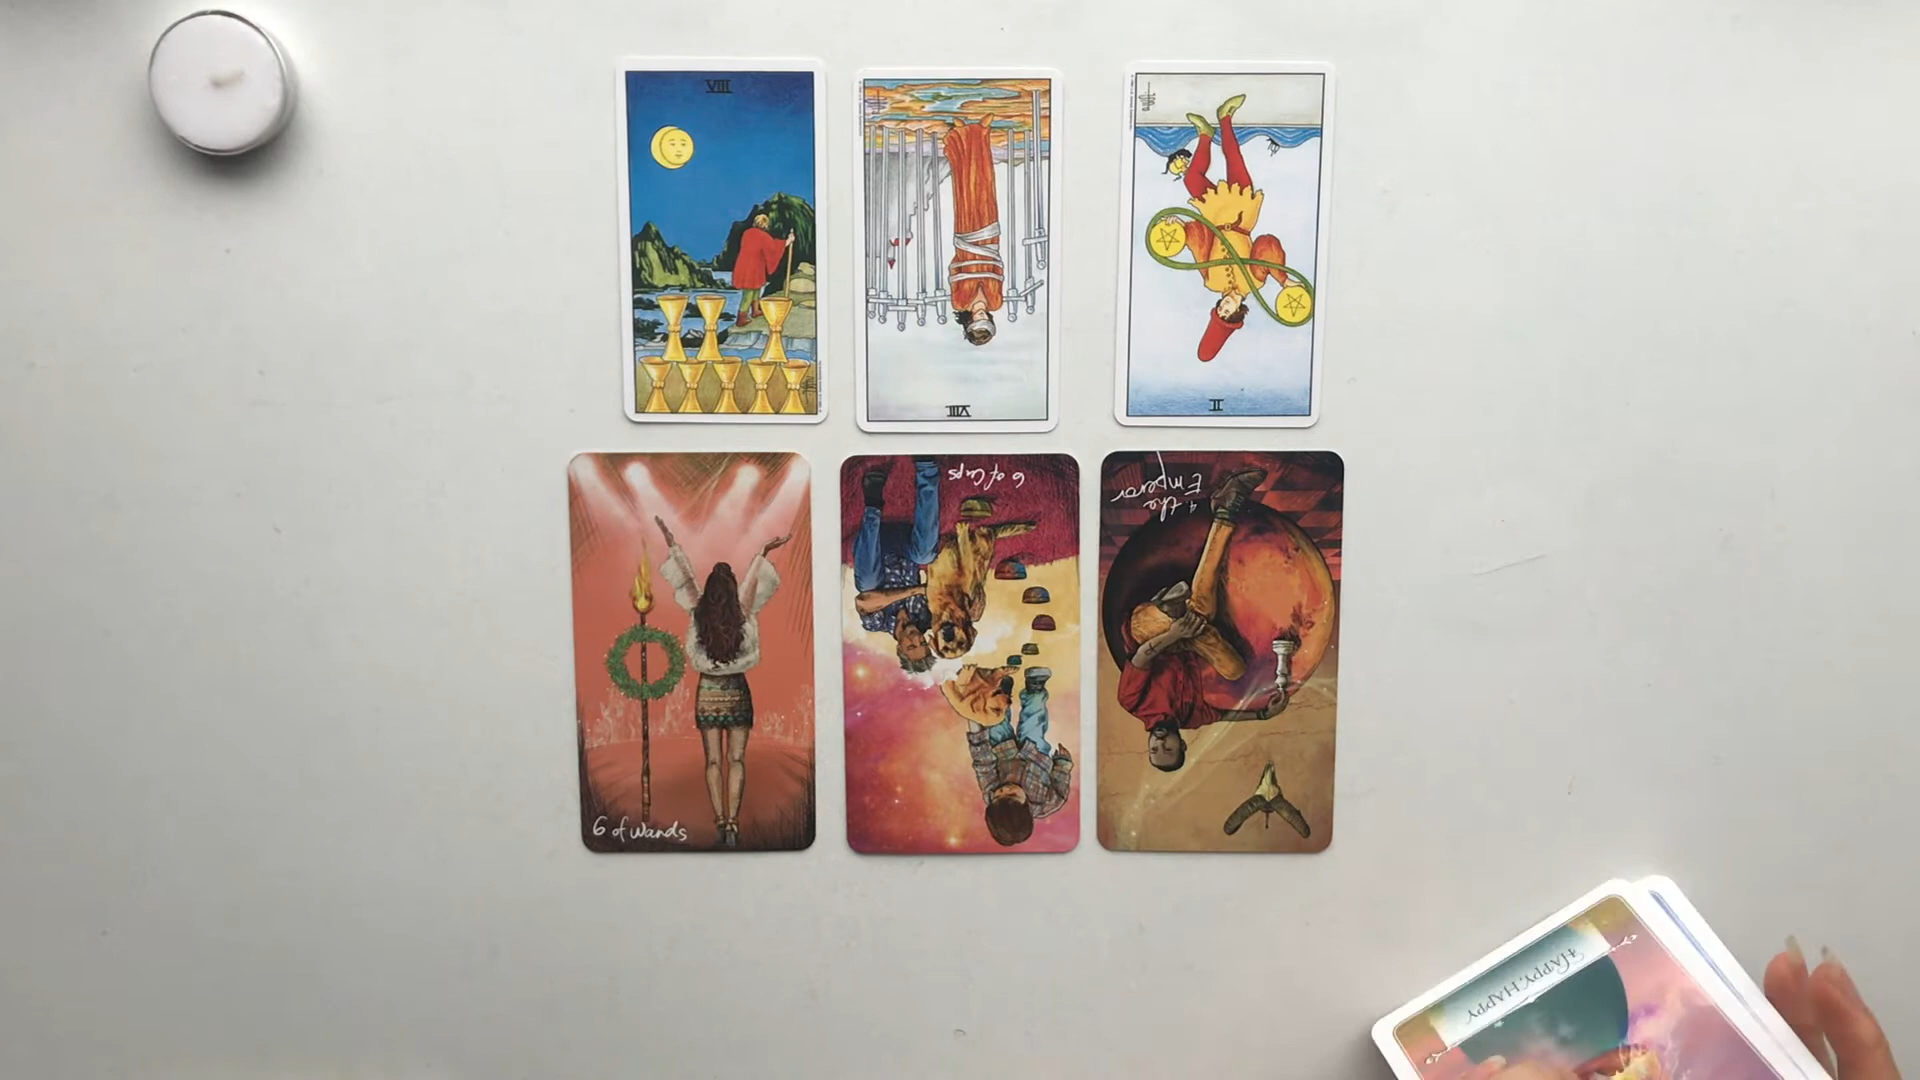 VIII
VIII
II
6 of Wands
6 of Cups
4 the
Emperor
HAPPY, HAPPY